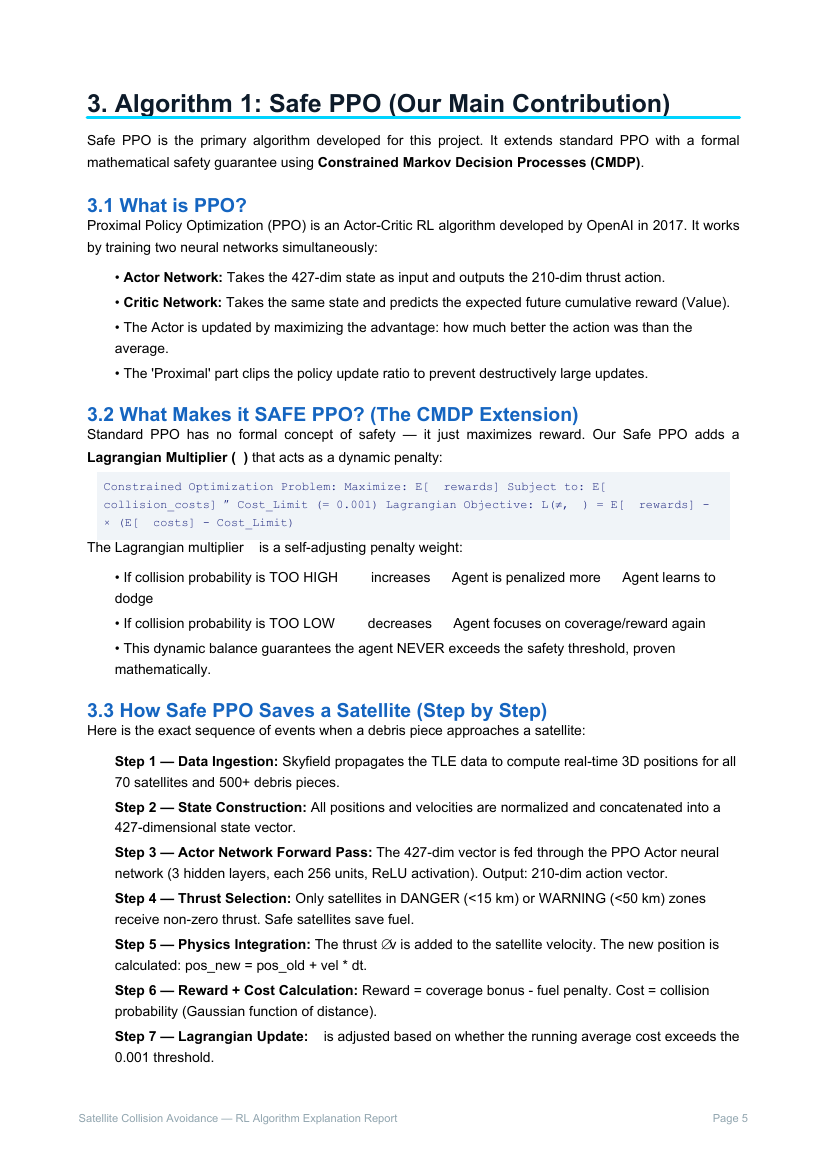 3. Algorithm 1: Safe PPO (Our Main Contribution)
Safe PPO is the primary algorithm developed for this project. It extends standard PPO with a formal
mathematical safety guarantee using Constrained Markov Decision Processes (CMDP).
3.1 What is PPO?
Proximal Policy Optimization (PPO) is an Actor-Critic RL algorithm developed by OpenAI in 2017. It works
by training two neural networks simultaneously:
• Actor Network: Takes the 427-dim state as input and outputs the 210-dim thrust action.
• Critic Network: Takes the same state and predicts the expected future cumulative reward (Value).
• The Actor is updated by maximizing the advantage: how much better the action was than the
average.
• The 'Proximal' part clips the policy update ratio to prevent destructively large updates.
3.2 What Makes it SAFE PPO? (The CMDP Extension)
Standard PPO has no formal concept of safety — it just maximizes reward. Our Safe PPO adds a
Lagrangian Multiplier ( ) that acts as a dynamic penalty:
Constrained Optimization Problem: Maximize: E[ rewards] Subject to: E[
collision_costs] " Cost_Limit (= 0.001) Lagrangian Objective: L(≠, ) = E[ rewards] -
× (E[ costs] - Cost_Limit)
The Lagrangian multiplier is a self-adjusting penalty weight:
• If collision probability is TOO HIGH increases Agent is penalized more Agent learns to
dodge
• If collision probability is TOO LOW decreases Agent focuses on coverage/reward again
• This dynamic balance guarantees the agent NEVER exceeds the safety threshold, proven
mathematically.
3.3 How Safe PPO Saves a Satellite (Step by Step)
Here is the exact sequence of events when a debris piece approaches a satellite:
Step 1 — Data Ingestion: Skyfield propagates the TLE data to compute real-time 3D positions for all
70 satellites and 500+ debris pieces.
Step 2 — State Construction: All positions and velocities are normalized and concatenated into a
427-dimensional state vector.
Step 3 — Actor Network Forward Pass: The 427-dim vector is fed through the PPO Actor neural
network (3 hidden layers, each 256 units, ReLU activation). Output: 210-dim action vector.
Step 4 — Thrust Selection: Only satellites in DANGER (<15 km) or WARNING (<50 km) zones
receive non-zero thrust. Safe satellites save fuel.
Step 5 — Physics Integration: The thrust ∅v is added to the satellite velocity. The new position is
calculated: pos_new = pos_old + vel * dt.
Step 6 — Reward + Cost Calculation: Reward = coverage bonus - fuel penalty. Cost = collision
probability (Gaussian function of distance).
Step 7 — Lagrangian Update: is adjusted based on whether the running average cost exceeds the
0.001 threshold.
Satellite Collision Avoidance — RL Algorithm Explanation Report
Page 5